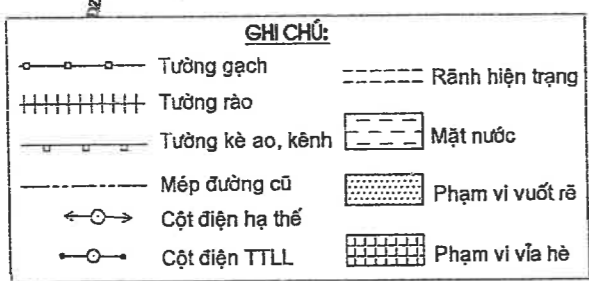 D2
GHI CHÚ:
Tường gạch
Tường rào
Tường kè ao, kênh
Mép đường cũ
Cột điện hạ thế
Cột điện TTLL
Rãnh hiện trạng
Mặt nước
Phạm vi vuốt rẽ
Phạm vi vỉa hè